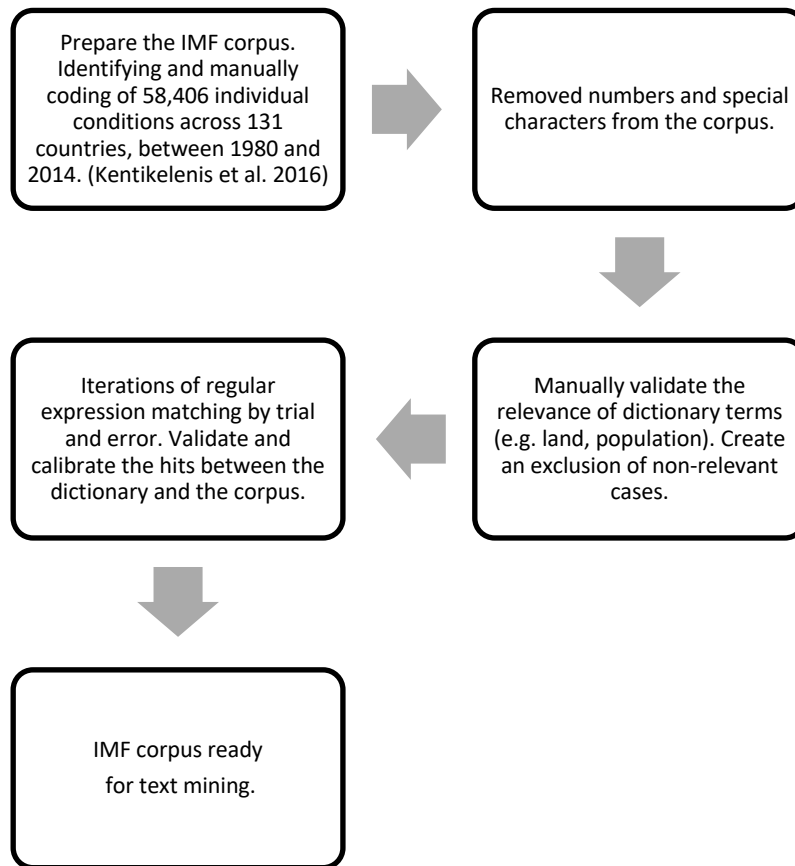 Prepare the IMF corpus.
Identifying and manually
coding of 58,406 individual
conditions across 131
countries, between 1980 and
2014. (Kentikelenis et al. 2016)
Removed numbers and special
characters from the corpus.
Manually validate the
relevance of dictionary terms
(e.g. land, population). Create
an exclusion of non-relevant
cases.
Iterations of regular
expression matching by trial
and error. Validate and
calibrate the hits between the
dictionary and the corpus.
IMF corpus ready
for text mining.